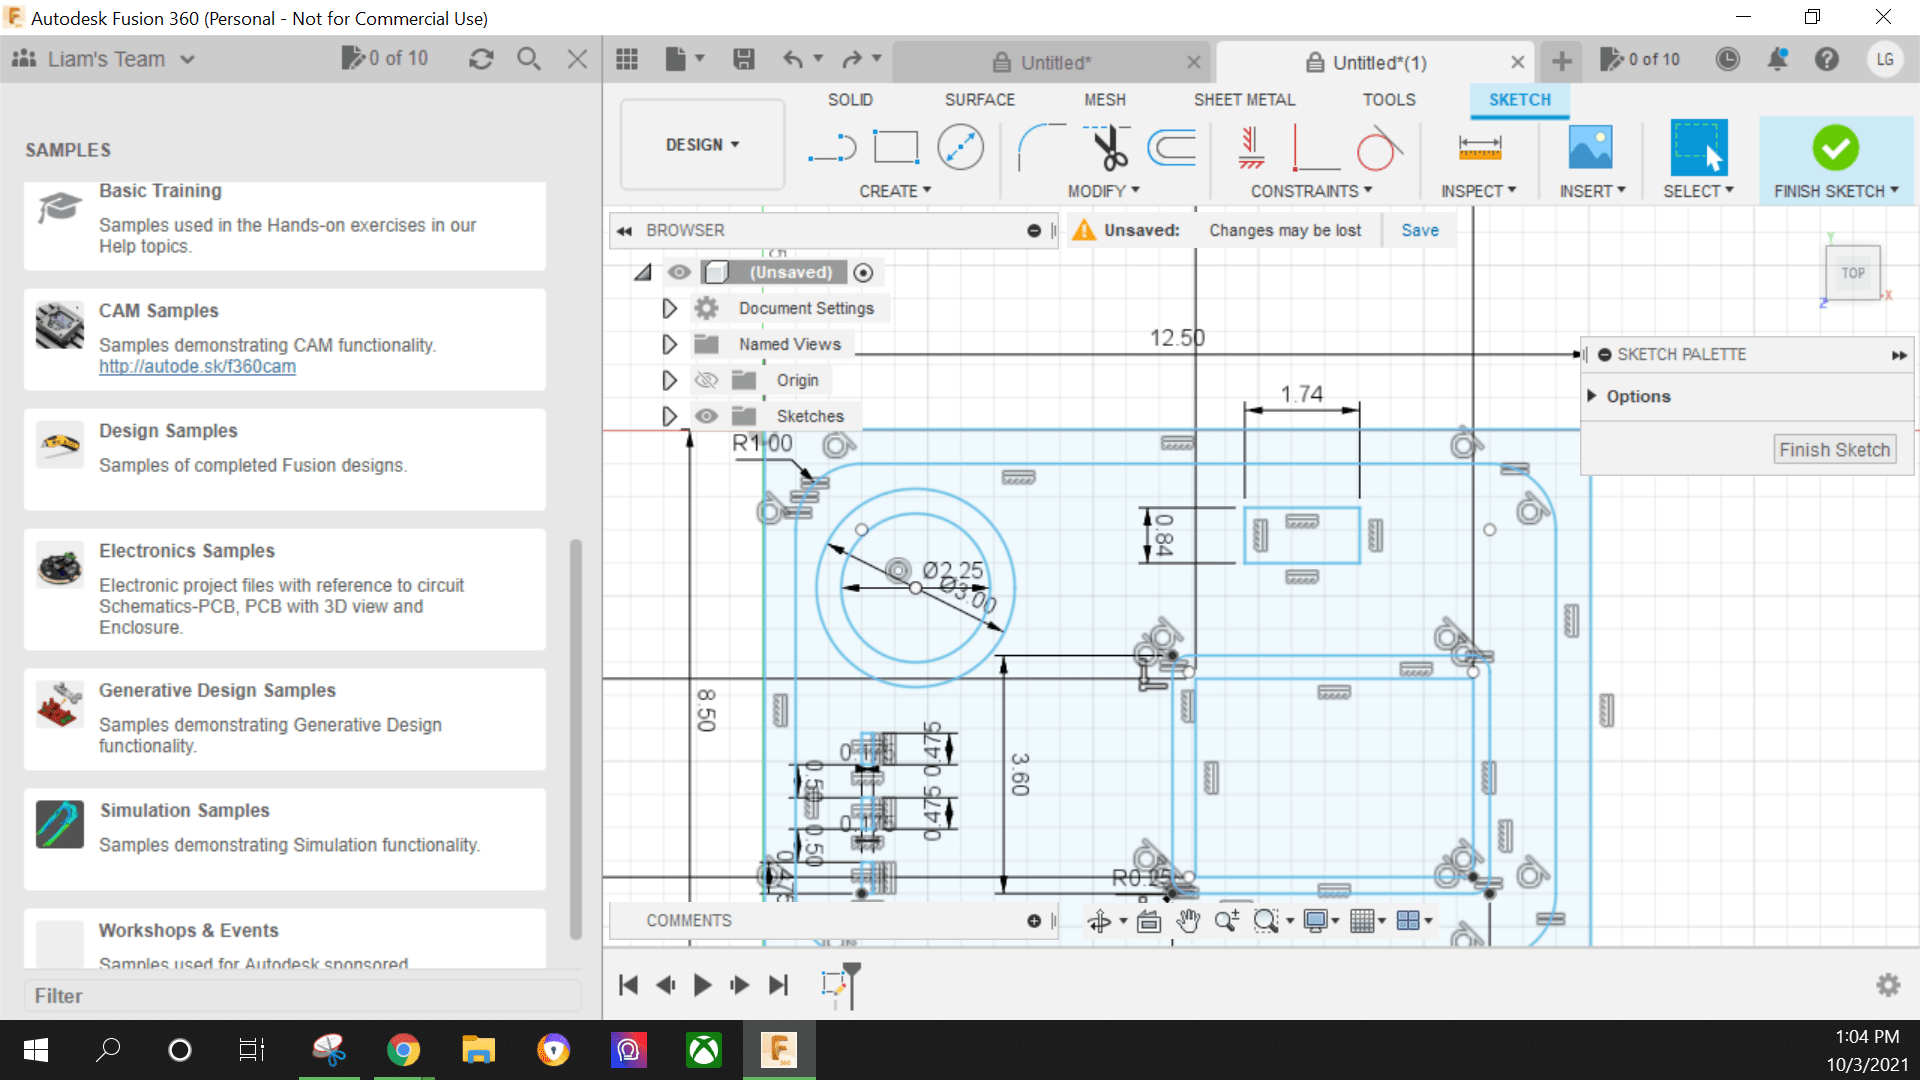 Autodesk Fusion 360 (Personal - Not for Commercial Use)
Liam's Team
0 of 10
Untitled*
Untitled*(1)
0 of 10
LG
SOLID
SURFACE
MESH
SHEET METAL
TOOLS
SKETCH
DESIGN
CREATE
MODIFY
CONSTRAINTS
INSPECT
INSERT
SELECT
FINISH SKETCH
SAMPLES
Basic Training
Samples used in the Hands-on exercises in our
Help topics.
CAM Samples
Samples demonstrating CAM functionality.
http://autode.sk/f360cam
Design Samples
Samples of completed Fusion designs.
Electronics Samples
Electronic project files with reference to circuit
Schematics-PCB, PCB with 3D view and
Enclosure.
Generative Design Samples
Samples demonstrating Generative Design
functionality.
Simulation Samples
Samples demonstrating Simulation functionality.
Workshops & Events
Samples used for Autodesk sponsored
Filter
BROWSER
Unsaved:
Changes may be lost
Save
(Unsaved)
Document Settings
Named Views
Origin
Sketches
Y
TOP
X
Z
SKETCH PALETTE
Options
Finish Sketch
12.50
1.74
R1.00
0.84
Ø2.25
Ø3.00
8.50
3.60
0.475
0.50
0.475
0.50
R0.25
COMMENTS
1:04 PM
10/3/2021